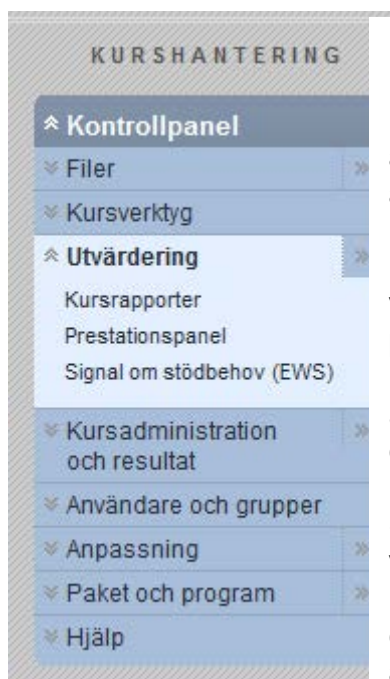 KURSHANTERING
Kontrollpanel
Filer
Kursverktyg
Utvärdering
Kursrapporter
Prestationspanel
Signal om stödbehov (EWS)
Kursadministration
och resultat
Användare och grupper
Anpassning
Paket och program
Hjälp